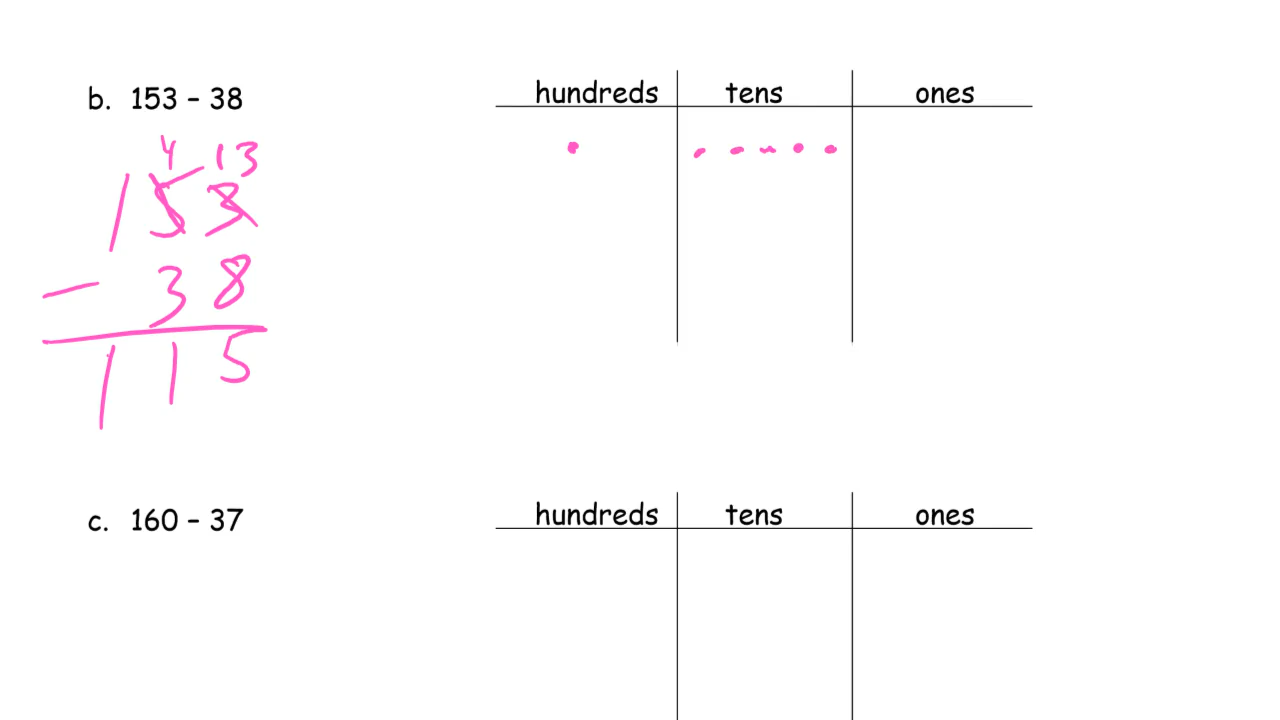 b. 153 – 38
hundreds tens ones
4 13
153
– 38
115
c. 160 – 37
hundreds tens ones